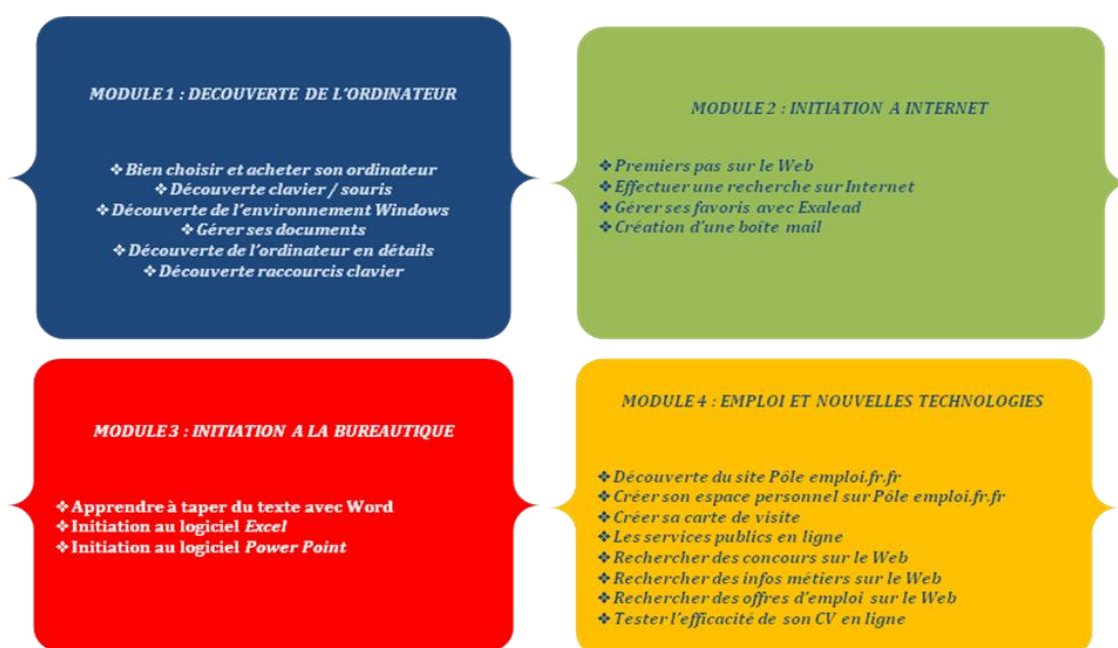 MODULE 1 : DECOUVERTE DE L'ORDINATEUR
❖ Bien choisir et acheter son ordinateur
❖ Découverte clavier / souris
❖ Découverte de l'environnement Windows
❖ Gérer ses documents
❖ Découverte de l'ordinateur en détails
❖ Découverte raccourcis clavier
MODULE 2 : INITIATION A INTERNET
❖ Premiers pas sur le Web
❖ Effectuer une recherche sur Internet
❖ Gérer ses favoris avec Exalead
❖ Création d'une boîte mail
MODULE 3 : INITIATION A LA BUREAUTIQUE
❖ Apprendre à taper du texte avec Word
❖ Initiation au logiciel Excel
❖ Initiation au logiciel Power Point
MODULE 4 : EMPLOI ET NOUVELLES TECHNOLOGIES
❖ Découverte du site Pôle emploi.fr.fr
❖ Créer son espace personnel sur Pôle emploi.fr.fr
❖ Créer sa carte de visite
❖ Les services publics en ligne
❖ Rechercher des concours sur le Web
❖ Rechercher des infos métiers sur le Web
❖ Rechercher des offres d'emploi sur le Web
❖ Tester l'efficacité de son CV en ligne